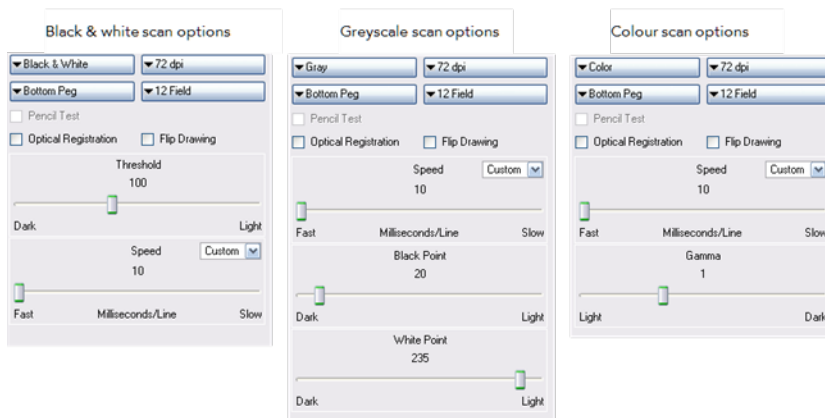 Black & white scan options
Black & White 72 dpi
Bottom Peg 12 Field
Pencil Test
Optical Registration Flip Drawing
Threshold
100
Dark Light
Speed Custom
10
Fast Milliseconds/Line Slow
Greyscale scan options
Gray 72 dpi
Bottom Peg 12 Field
Pencil Test
Optical Registration Flip Drawing
Speed Custom
10
Fast Milliseconds/Line Slow
Black Point
20
Dark Light
White Point
235
Dark Light
Colour scan options
Color 72 dpi
Bottom Peg 12 Field
Pencil Test
Optical Registration Flip Drawing
Speed Custom
10
Fast Milliseconds/Line Slow
Gamma
1
Light Dark